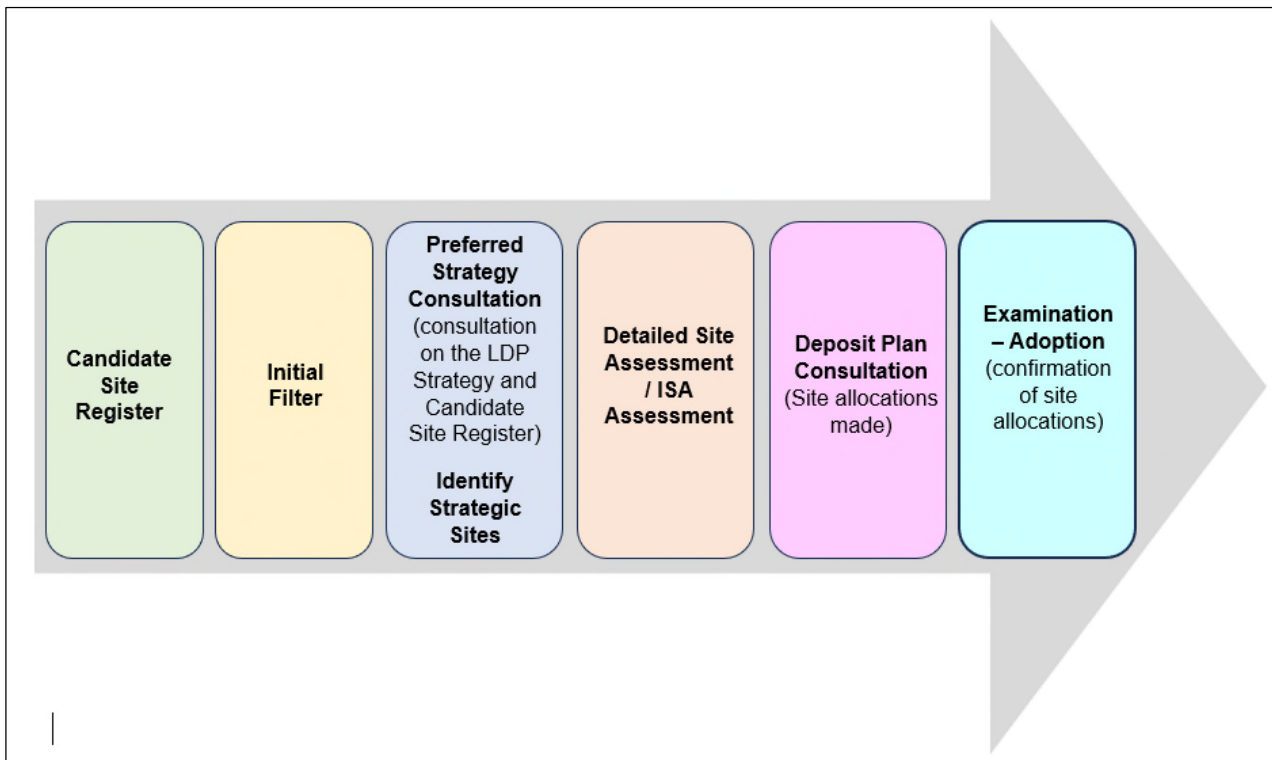 Candidate
Site
Register
Initial
Filter
Preferred
Strategy
Consultation
(consultation
on the LDP
Strategy and
Candidate
Site Register)
Identify
Strategic
Sites
Detailed Site
Assessment
/ ISA
Assessment
Deposit Plan
Consultation
(Site allocations
made)
Examination
– Adoption
(confirmation
of site
allocations)